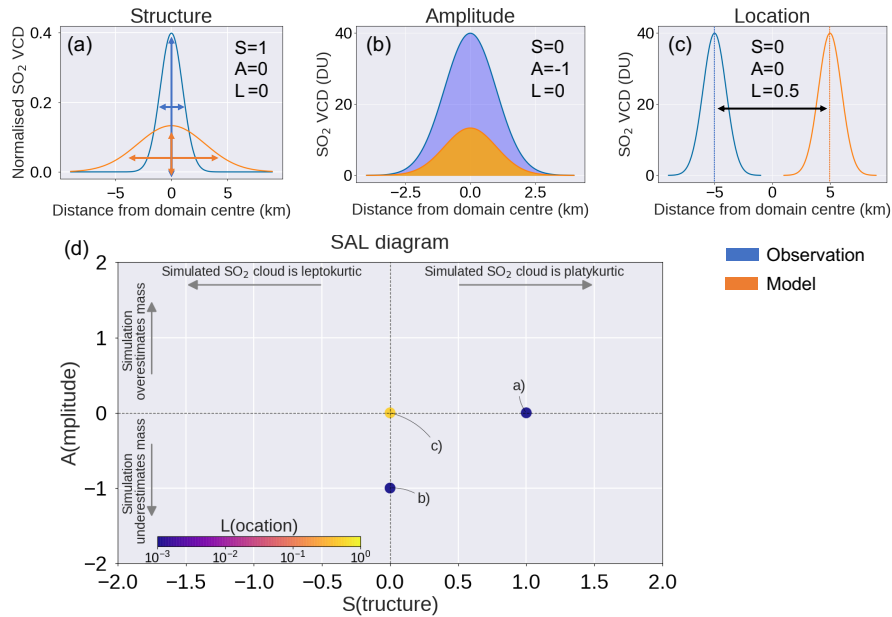 Structure
(a)
S=1
A=0
L=0
Normalised SO₂ VCD
0.4
0.2
0.0
−5
0
5
Distance from domain centre (km)
Amplitude
(b)
S=0
A=-1
L=0
SO₂ VCD (DU)
40
20
0
−2.5
0.0
2.5
Distance from domain centre (km)
Location
(c)
S=0
A=0
L=0.5
SO₂ VCD (DU)
40
20
0
−5
0
5
Distance from domain centre (km)
(d)
SAL diagram
Simulated SO₂ cloud is leptokurtic
Simulated SO₂ cloud is platykurtic
Simulation
overestimates mass
Simulation
underestimates mass
A(mplitude)
2
1
0
−1
−2
a)
c)
b)
L(ocation)
10⁻³
10⁻²
10⁻¹
10⁰
−2.0
−1.5
−1.0
−0.5
0.0
0.5
1.0
1.5
2.0
S(tructure)
Observation
Model